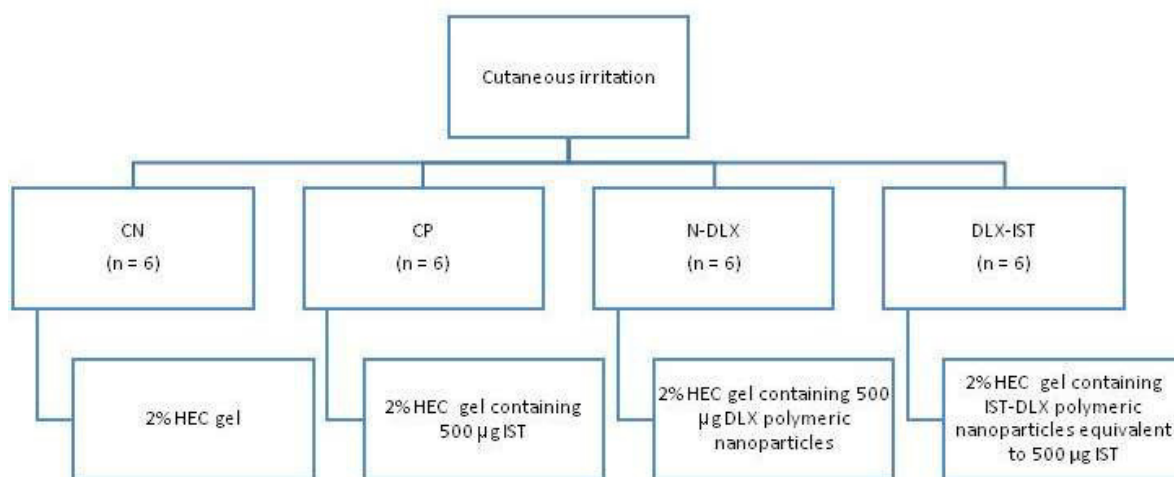 Cutaneous irritation
CN
(n = 6)
CP
(n = 6)
N-DLX
(n = 6)
DLX-IST
(n = 6)
2% HEC gel
2% HEC gel containing
500 µg IST
2% HEC gel containing 500
µg DLX polymeric
nanoparticles
2% HEC gel containing
IST-DLX polymeric
nanoparticles equivalent
to 500 µg IST